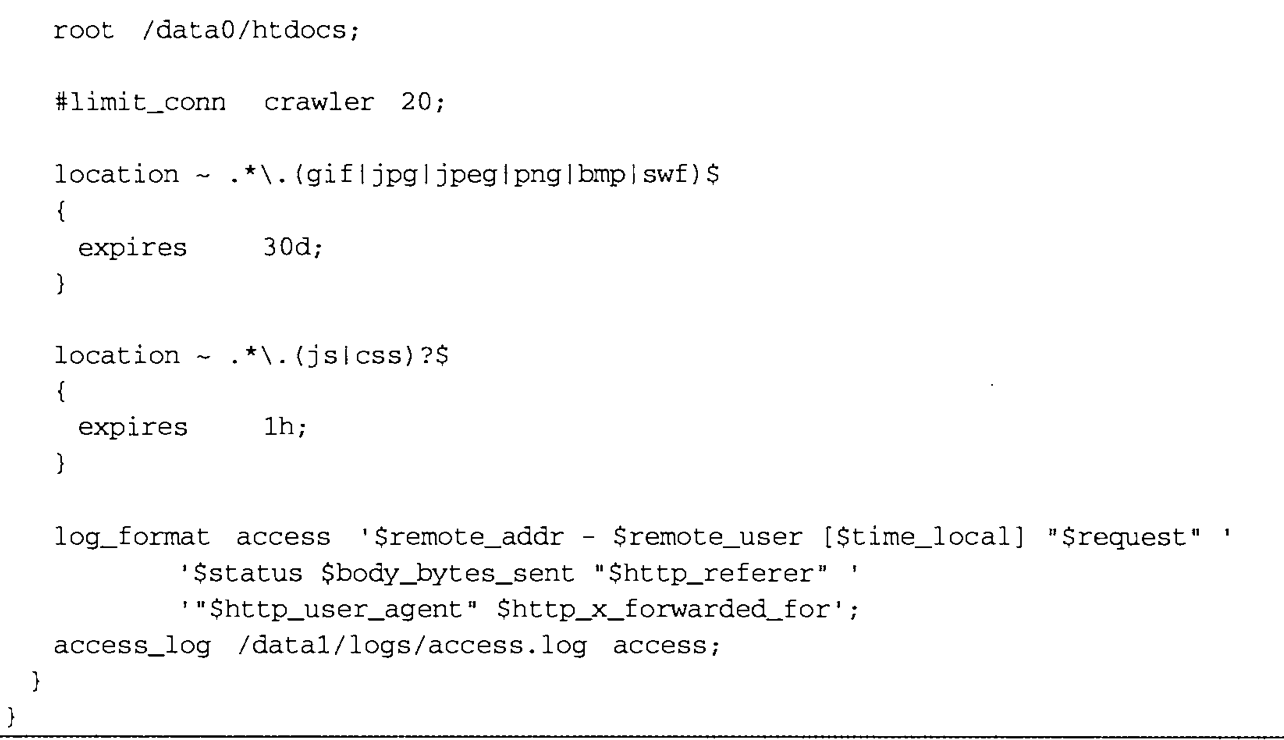 root /data0/htdocs;
#limit_conn crawler 20;
location ~ .*\.(gif|jpg|jpeg|png|bmp|swf)$
{
expires 30d;
}
location ~ .*\.(js|css)?$
{
expires 1h;
}
log_format access '$remote_addr - $remote_user [$time_local] "$request" '
'$status $body_bytes_sent "$http_referer" '
'"$http_user_agent" $http_x_forwarded_for';
access_log /data1/logs/access.log access;
}
}